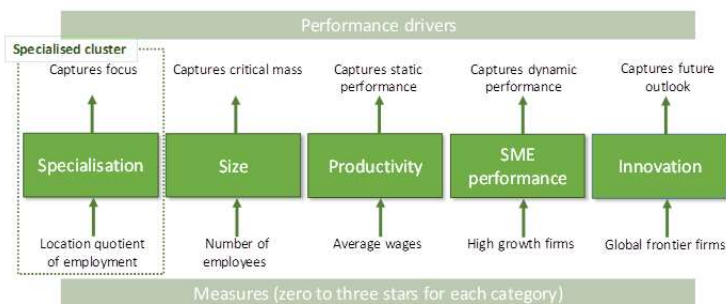 Performance drivers
Specialised cluster
Captures focus
Captures critical mass
Captures static
performance
Captures dynamic
performance
Captures future
outlook
Specialisation
Size
Productivity
SME
performance
Innovation
Location quotient
of employment
Number of
employees
Average wages
High growth firms
Global frontier firms
Measures (zero to three stars for each category)